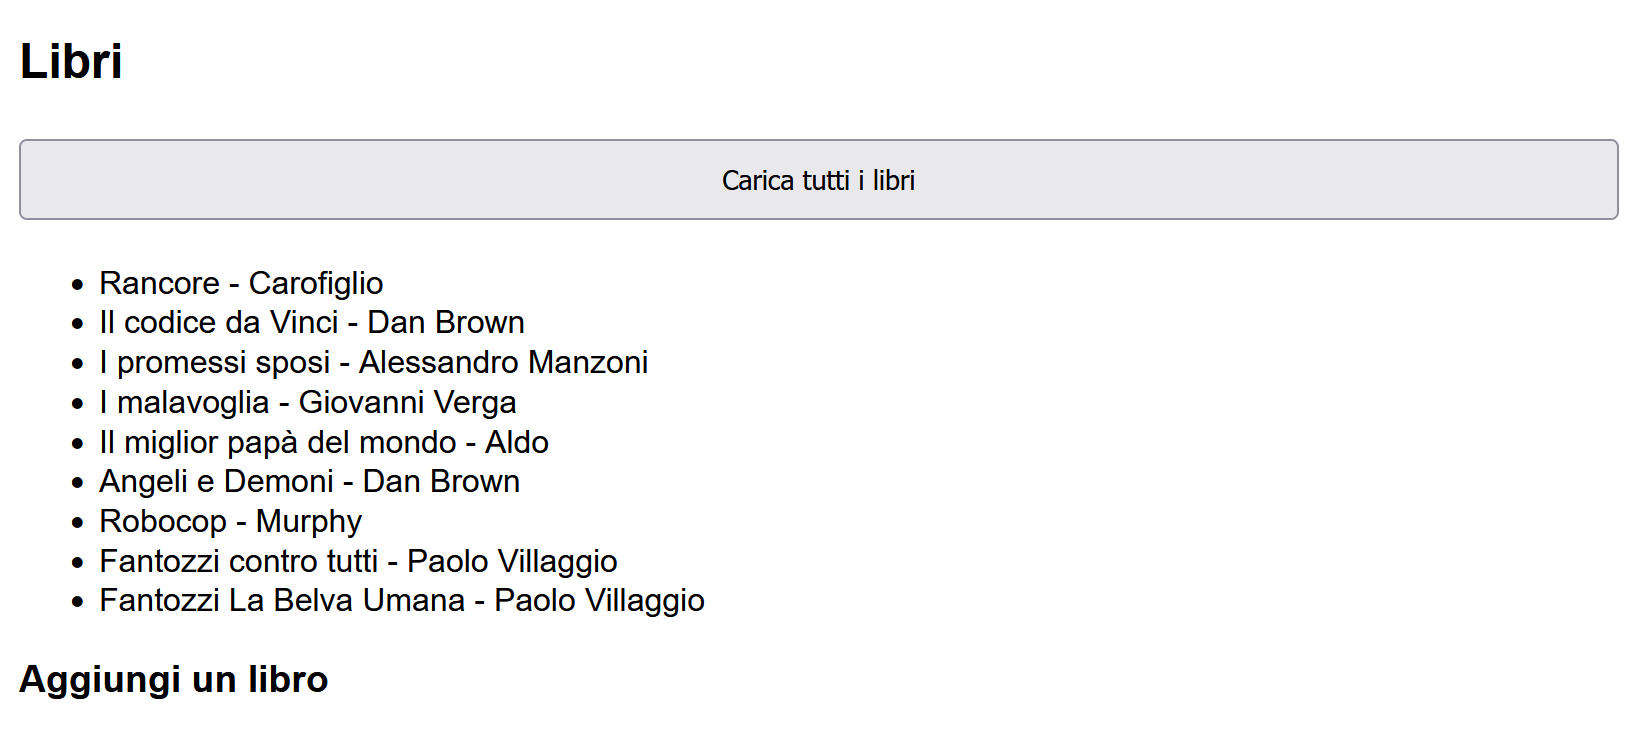 Libri
Carica tutti i libri
Rancore - Carofiglio
Il codice da Vinci - Dan Brown
I promessi sposi - Alessandro Manzoni
I malavoglia - Giovanni Verga
Il miglior papà del mondo - Aldo
Angeli e Demoni - Dan Brown
Robocop - Murphy
Fantozzi contro tutti - Paolo Villaggio
Fantozzi La Belva Umana - Paolo Villaggio
Aggiungi un libro